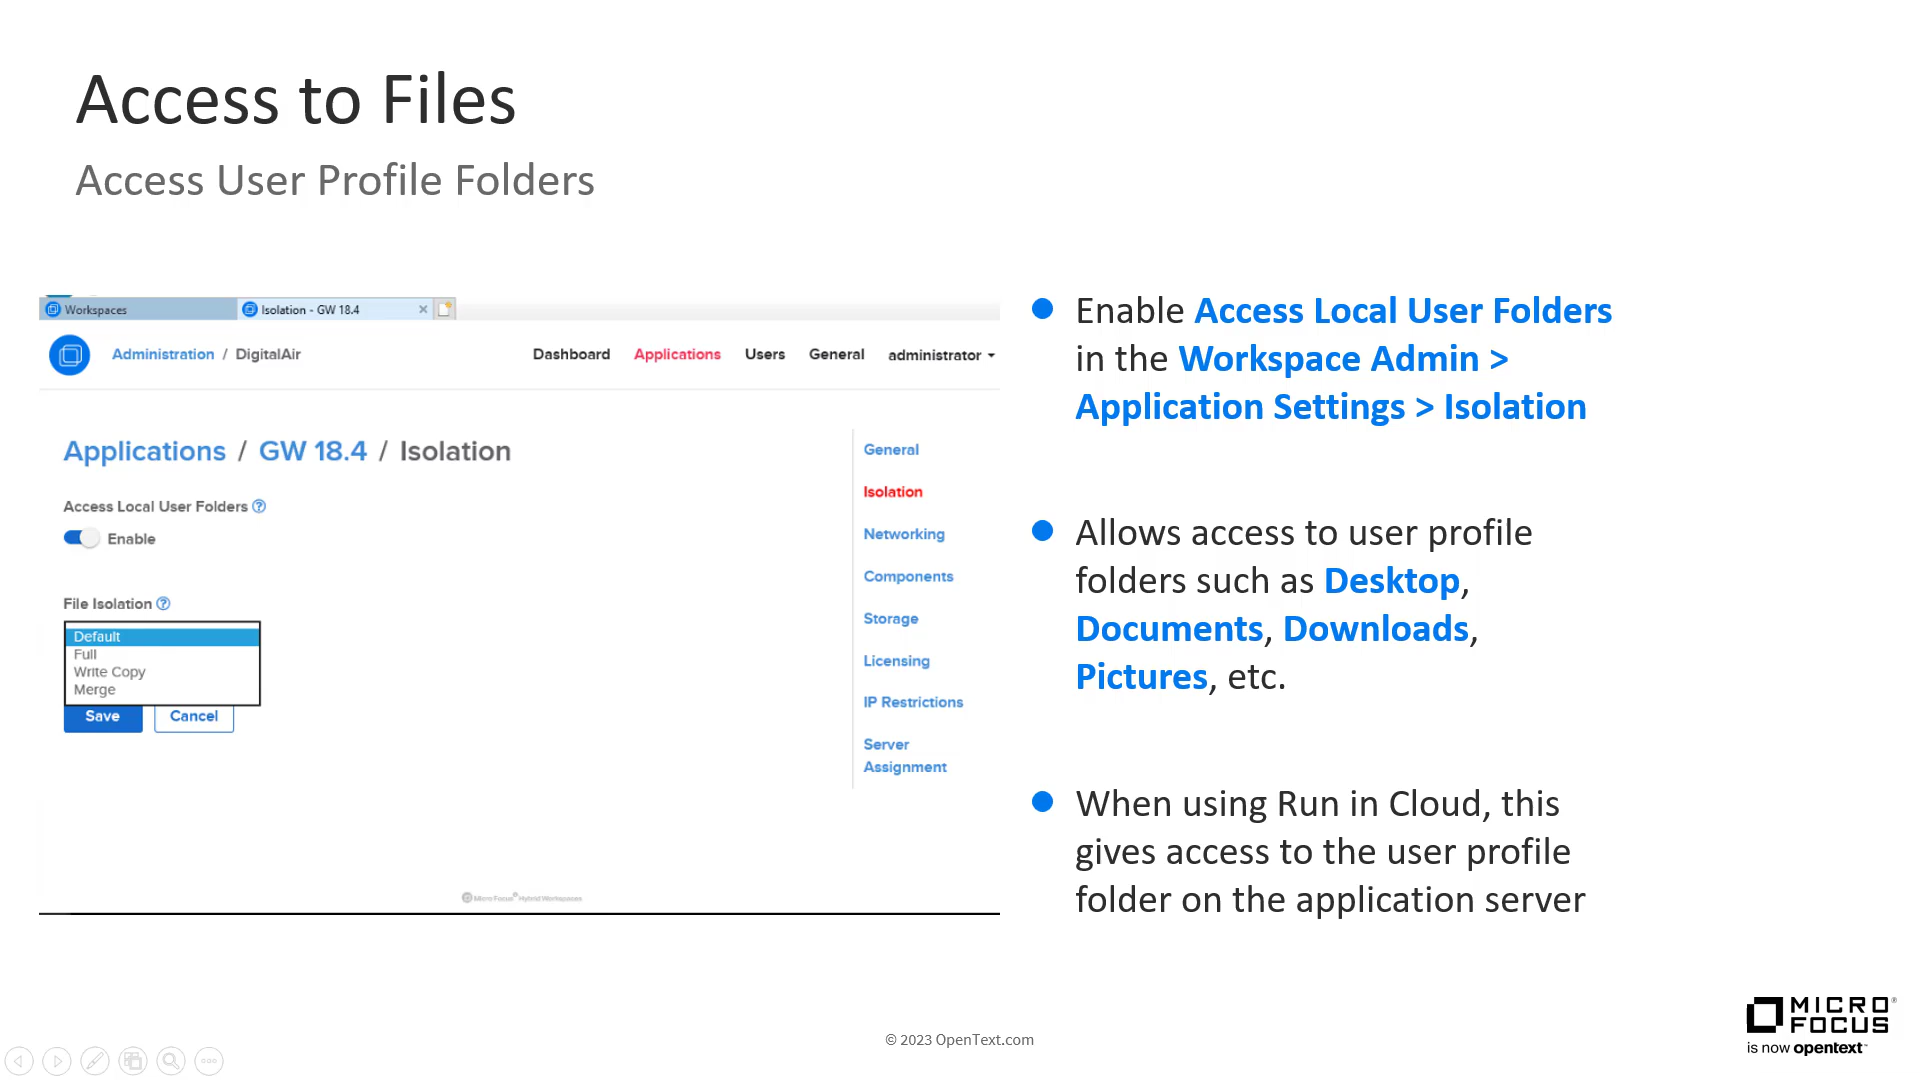 Access to Files
Access User Profile Folders
Workspaces
Isolation - GW 18.4
Administration / DigitalAir
Dashboard Applications Users General administrator
Applications / GW 18.4 / Isolation
Access Local User Folders ?
Enable
File Isolation ?
Default
Full
Write Copy
Merge
Save Cancel
General
Isolation
Networking
Components
Storage
Licensing
IP Restrictions
Server
Assignment
Micro Focus® Hybrid Workspaces
Enable Access Local User Folders
in the Workspace Admin >
Application Settings > Isolation
Allows access to user profile
folders such as Desktop,
Documents, Downloads,
Pictures, etc.
When using Run in Cloud, this
gives access to the user profile
folder on the application server
© 2023 OpenText.com
MICRO®
FOCUS
is now opentext™